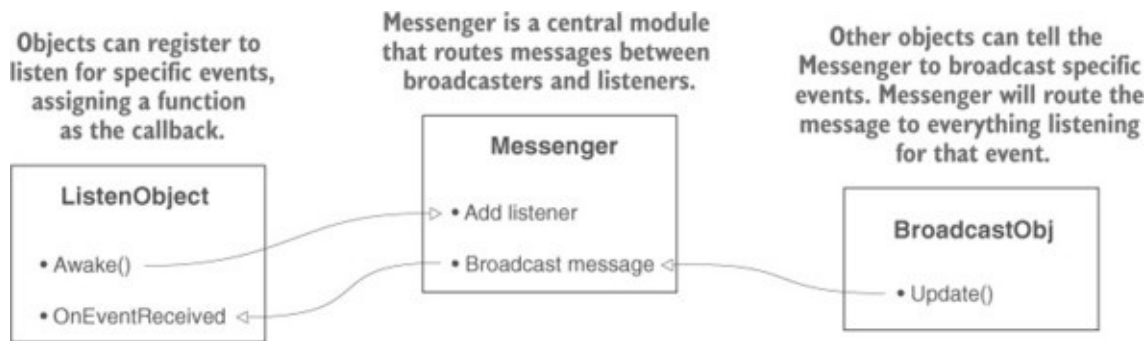 Objects can register to
listen for specific events,
assigning a function
as the callback.
ListenObject
• Awake()
• OnEventReceived
Messenger is a central module
that routes messages between
broadcasters and listeners.
Messenger
• Add listener
• Broadcast message
Other objects can tell the
Messenger to broadcast specific
events. Messenger will route the
message to everything listening
for that event.
BroadcastObj
• Update()